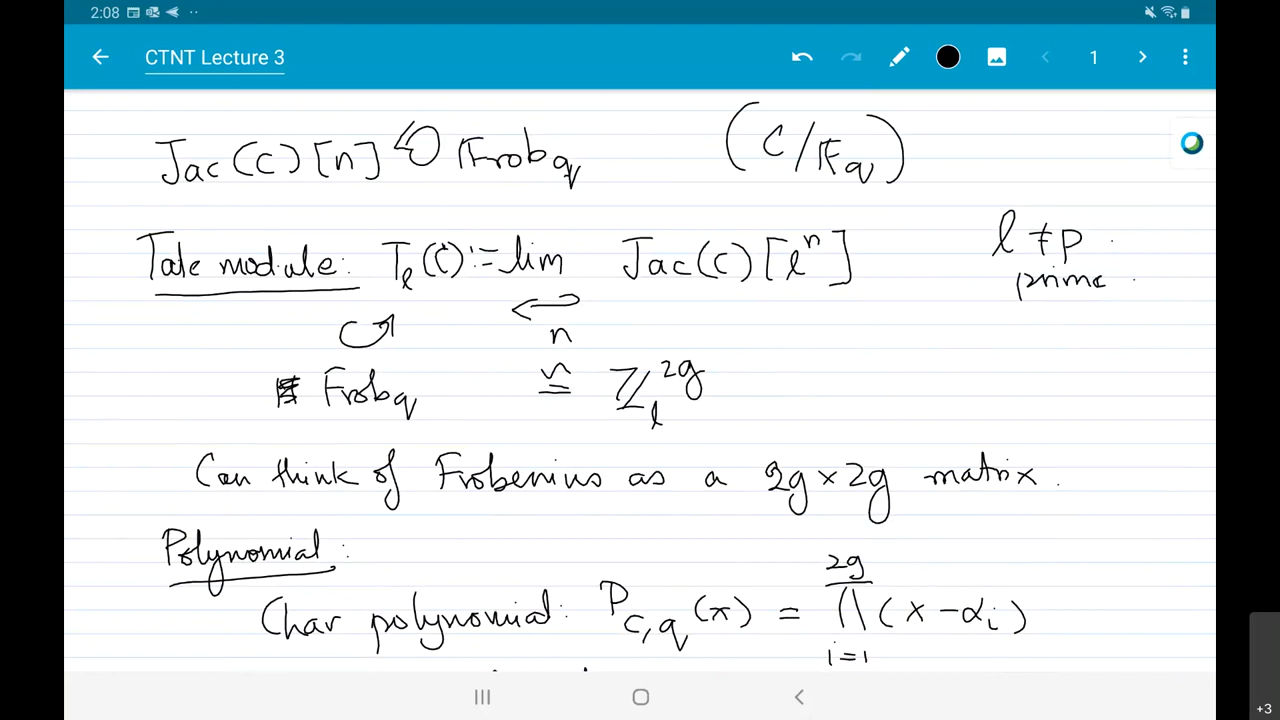 2:08
CTNT Lecture 3
1
Jac(C)[n] ↶ Frob_q (C/𝔽_q)
Tate module: T_l(C) := lim Jac(C)[l^n] l ≠ p
← n prime
Frob_q ≅ ℤ_l^{2g}
Can think of Frobenius as a 2g×2g matrix.
Polynomial:
Char polynomial: P_{C,q}(x) = ∏_{i=1}^{2g} (x - α_i)
+3